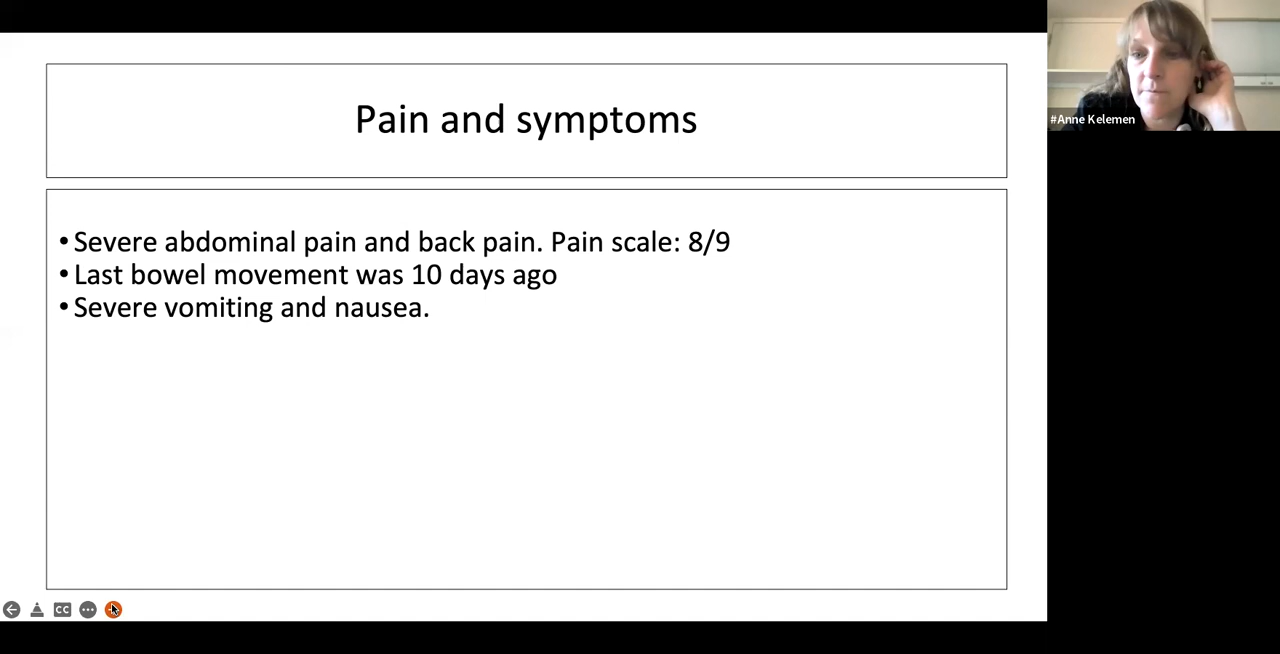 Pain and symptoms
• Severe abdominal pain and back pain. Pain scale: 8/9
• Last bowel movement was 10 days ago
• Severe vomiting and nausea.
#Anne Kelemen
CC